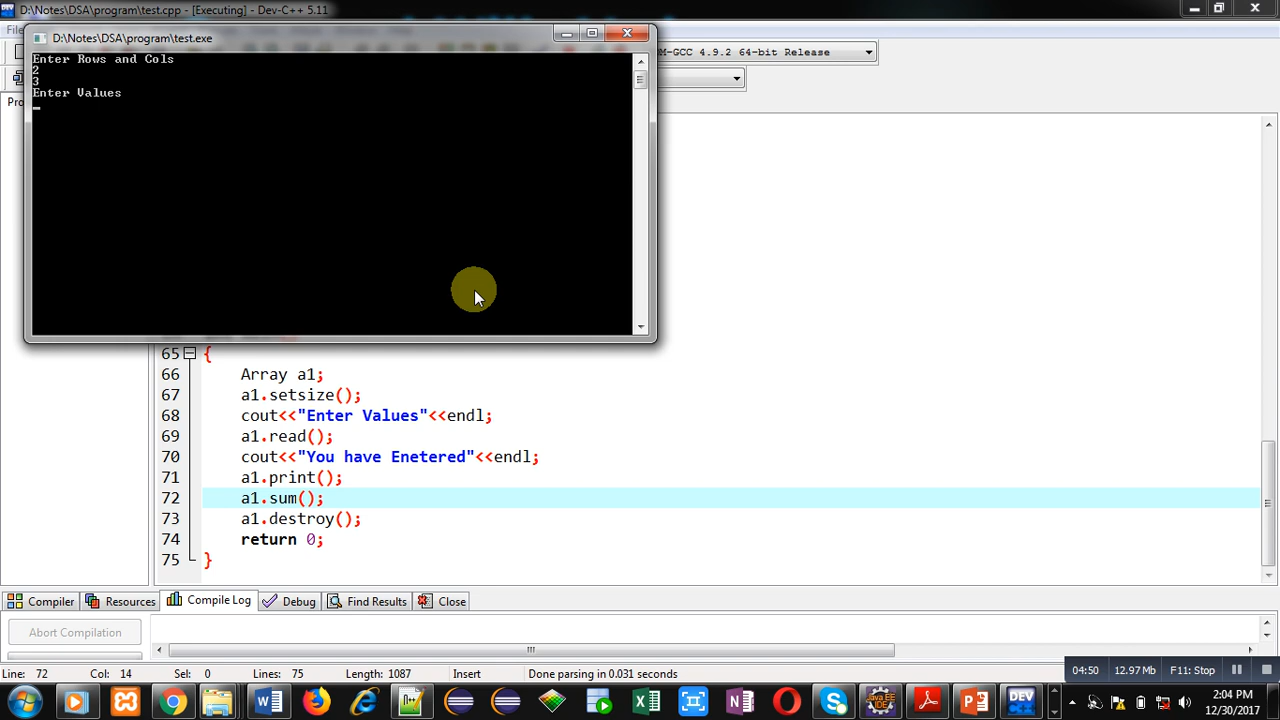 D:\Notes\DSA\program\test.cpp - [Executing] - Dev-C++ 5.11
D:\Notes\DSA\program\test.exe
Enter Rows and Cols
2
3
Enter Values
M-GCC 4.9.2 64-bit Release
65 {
66 Array a1;
67 a1.setsize();
68 cout<<"Enter Values"<<endl;
69 a1.read();
70 cout<<"You have Enetered"<<endl;
71 a1.print();
72 a1.sum();
73 a1.destroy();
74 return 0;
75 }
Compiler Resources Compile Log Debug Find Results Close
Abort Compilation
Line: 72 Col: 14 Sel: 0 Lines: 75 Length: 1087 Insert Done parsing in 0.031 seconds
04:50 12.97 Mb F11: Stop
2:04 PM
12/30/2017